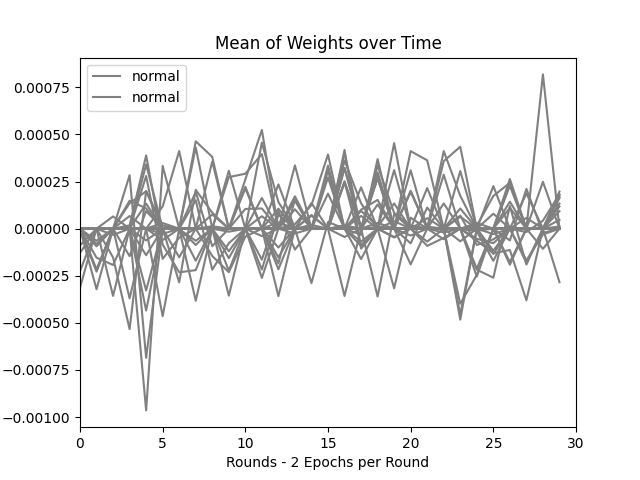 Mean of Weights over Time
normal
normal
0.00075
0.00050
0.00025
0.00000
−0.00025
−0.00050
−0.00075
−0.00100
0 5 10 15 20 25 30
Rounds - 2 Epochs per Round